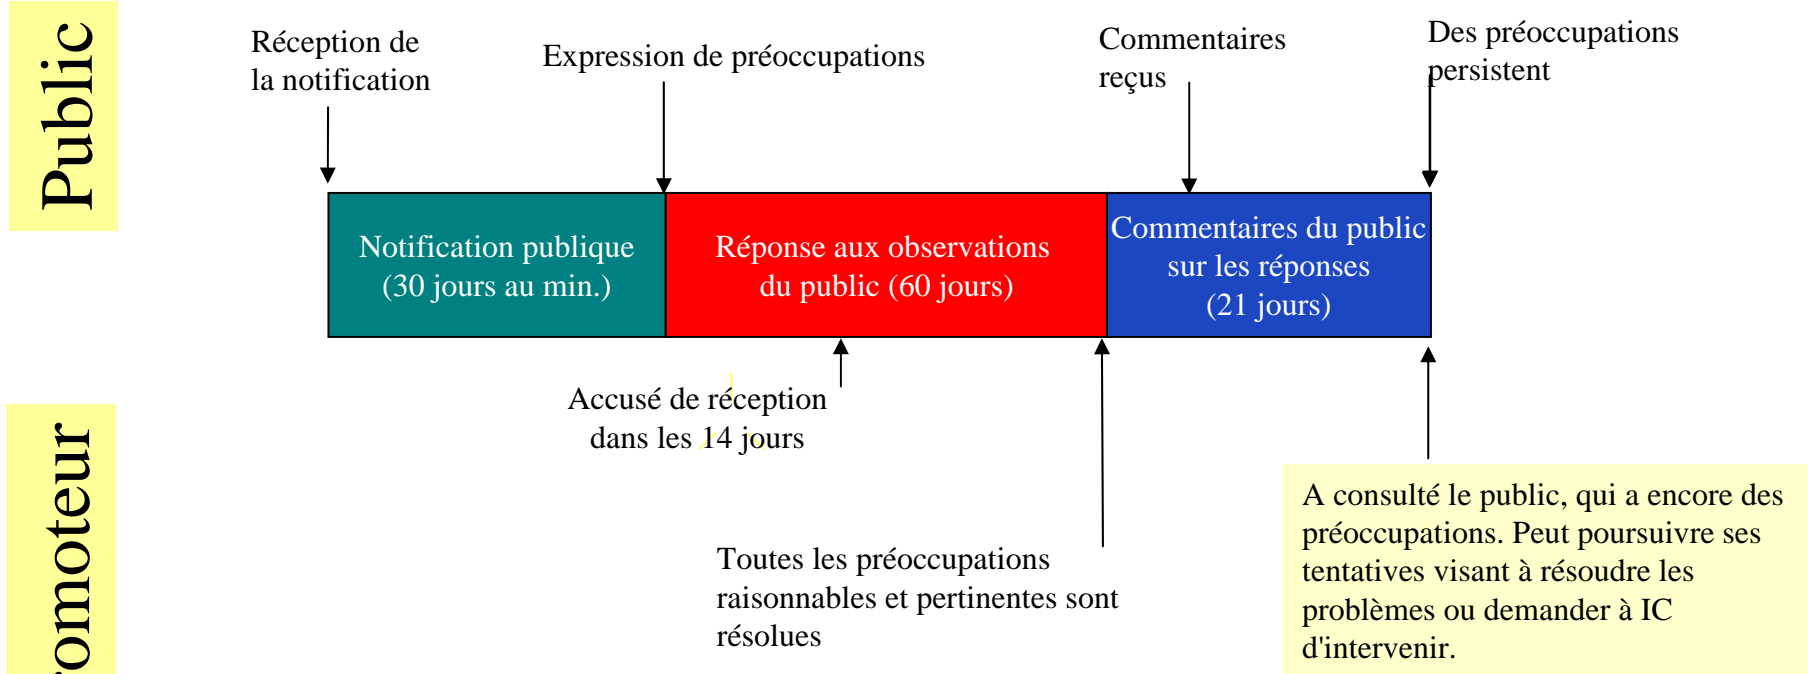 Public
Réception de
la notification
Expression de préoccupations
Commentaires
reçus
Des préoccupations
persistent
Notification publique
(30 jours au min.)
Réponse aux observations
du public (60 jours)
Commentaires du public
sur les réponses
(21 jours)
Accusé de réception
dans les 14 jours
Toutes les préoccupations
raisonnables et pertinentes sont
résolues
A consulté le public, qui a encore des
préoccupations. Peut poursuivre ses
tentatives visant à résoudre les
problèmes ou demander à IC
d'intervenir.
omoteur